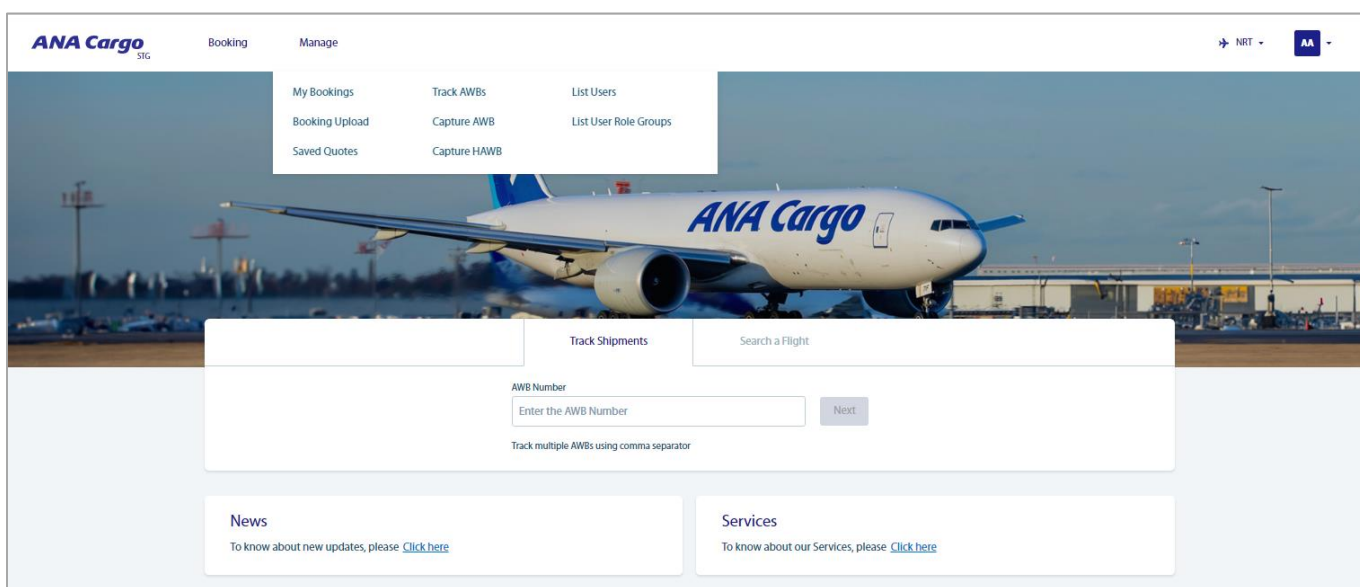 ANA Cargo
STG
Booking Manage
NRT
AA
My Bookings Track AWBs List Users
Booking Upload Capture AWB List User Role Groups
Saved Quotes Capture HAWB
ANA Cargo
Track Shipments Search a Flight
AWB Number
Enter the AWB Number Next
Track multiple AWBs using comma separator
News
To know about new updates, please Click here
Services
To know about our Services, please Click here